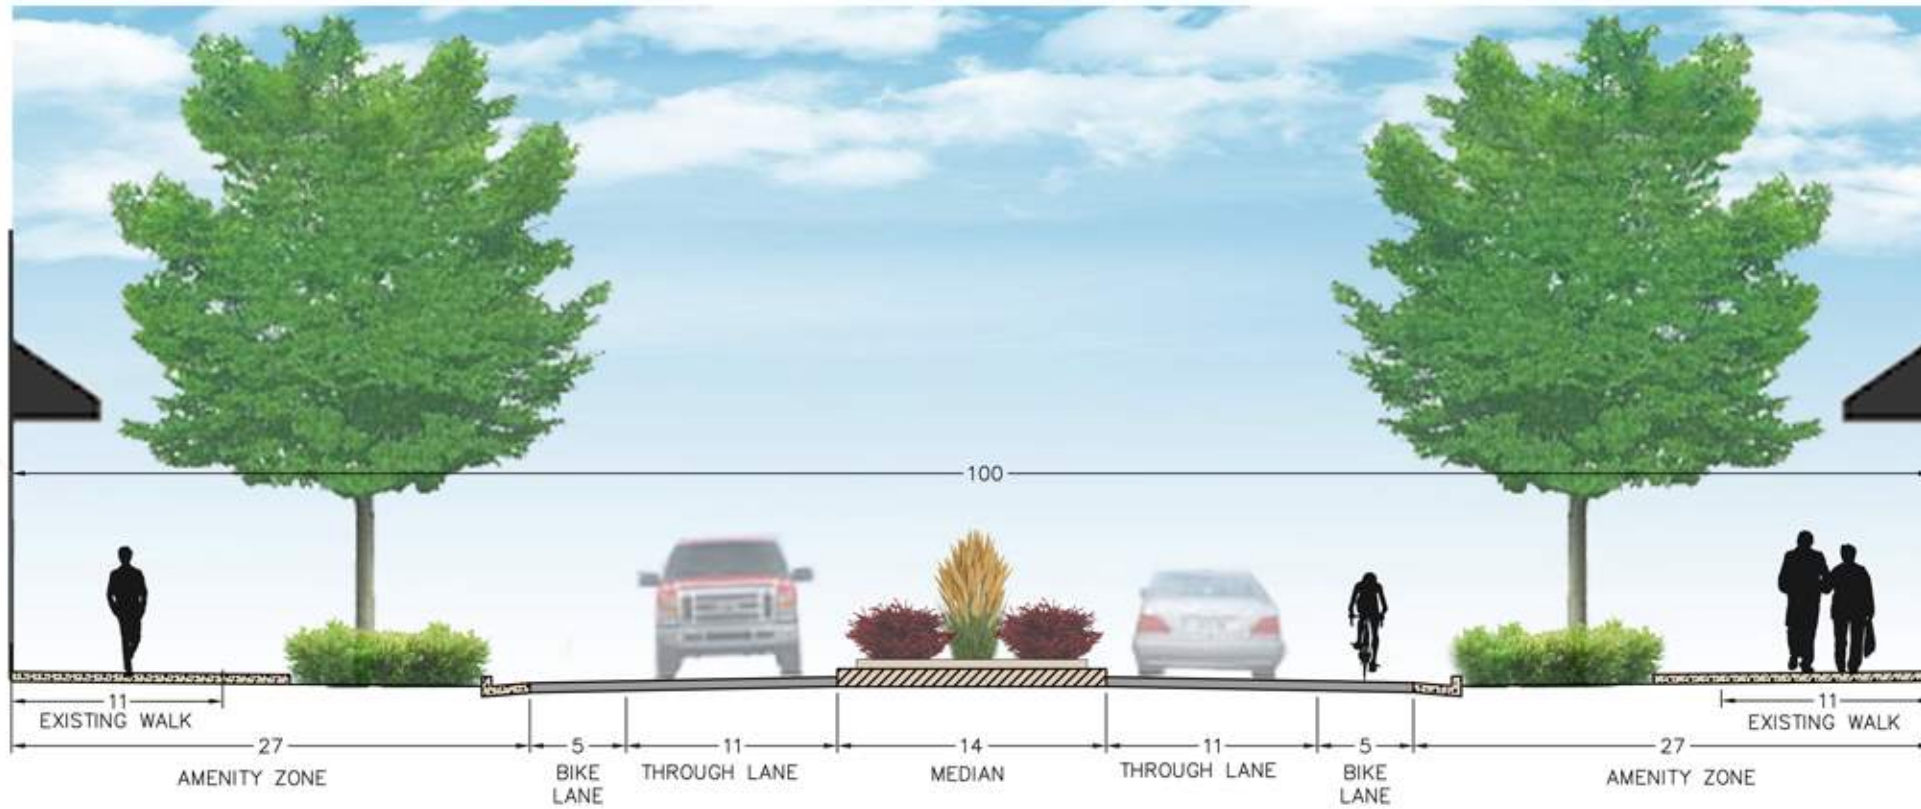 100
11
EXISTING WALK
11
EXISTING WALK
27
5
11
14
11
5
27
AMENITY ZONE
BIKE
LANE
THROUGH LANE
MEDIAN
THROUGH LANE
BIKE
LANE
AMENITY ZONE